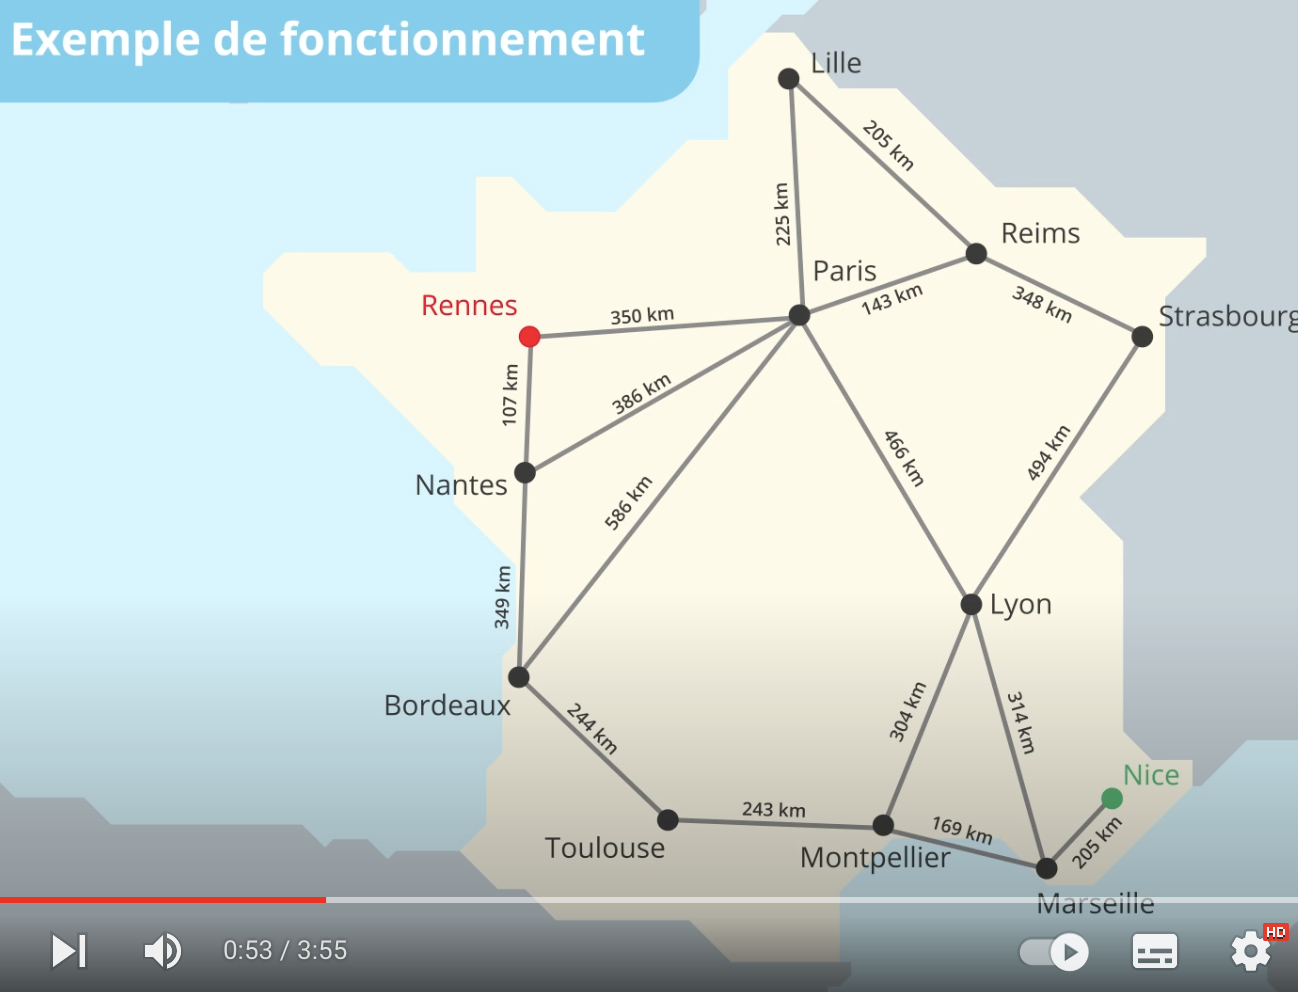 Exemple de fonctionnement
Lille
205 km
225 km
Reims
Paris
143 km
348 km
Strasbourg
Rennes
350 km
107 km
386 km
Nantes
466 km
494 km
586 km
349 km
Lyon
Bordeaux
244 km
304 km
314 km
Nice
243 km
169 km
205 km
Toulouse
Montpellier
Marseille
0:53 / 3:55
HD